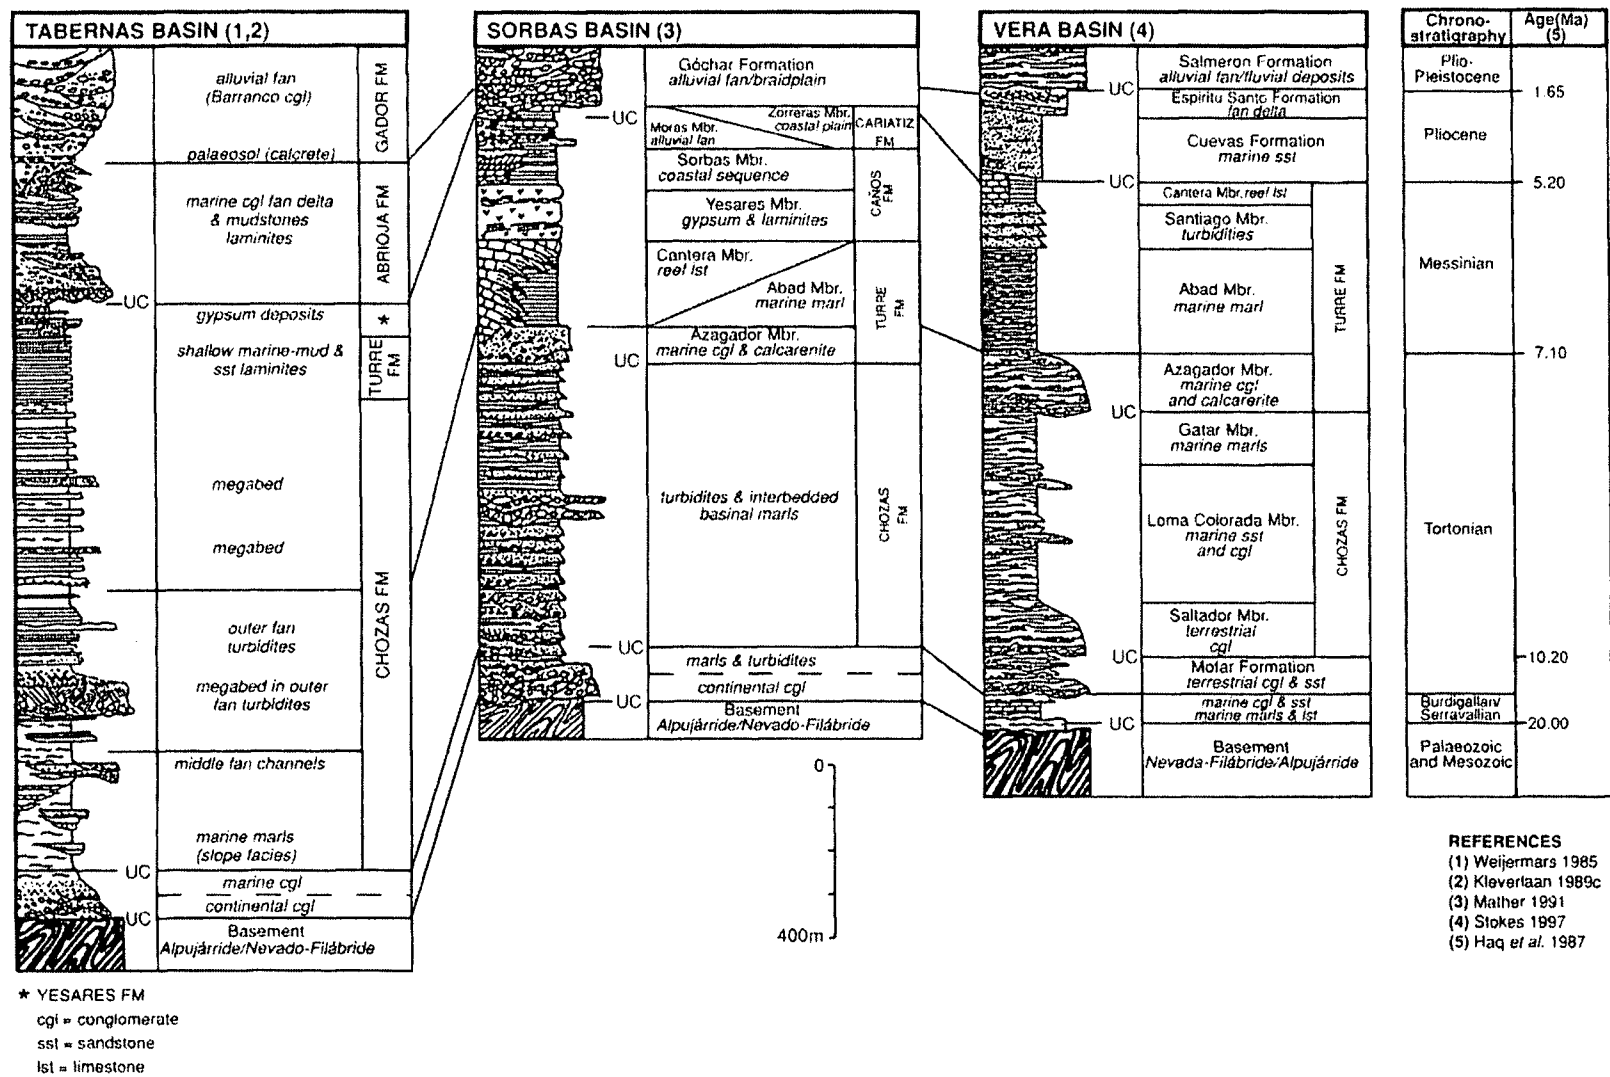 TABERNAS BASIN (1,2)
alluvial fan
(Barranco cgl)
palaeosol (calcrete)
GADOR FM
marine cgl fan delta
& mudstones
laminites
ABRIOJA FM
UC
gypsum deposits
*
shallow marine-mud &
sst laminites
TURRE
FM
megabed
megabed
outer fan
turbidites
megabed in outer
fan turbidites
middle fan channels
marine marls
(slope facies)
CHOZAS FM
UC
marine cgl
continental cgl
UC
Basement
Alpujárride/Nevado-Filábride
* YESARES FM
cgl = conglomerate
sst = sandstone
lst = limestone
SORBAS BASIN (3)
Góchar Formation
alluvial fan/braidplain
UC
Zorreras Mbr.
coastal plain
Moras Mbr.
alluvial fan
CARIATIZ
FM
Sorbas Mbr.
coastal sequence
Yesares Mbr.
gypsum & laminites
CAÑOS
FM
Cantera Mbr.
reef lst
Abad Mbr.
marine marl
Azagador Mbr.
marine cgl & calcarenite
TURRE
FM
UC
turbidites & interbedded
basinal marls
CHOZAS
FM
UC
marls & turbidites
continental cgl
UC
Basement
Alpujárride/Nevado-Filábride
0
400m
VERA BASIN (4)
Salmeron Formation
alluvial fan/fluvial deposits
UC
Espiritu Santo Formation
fan delta
Cuevas Formation
marine sst
UC
Cantera Mbr. reef lst
Santiago Mbr.
turbidities
Abad Mbr.
marine marl
TURRE FM
Azagador Mbr.
marine cgl
and calcarerite
UC
Gatar Mbr.
marine marls
Loma Colorada Mbr.
marine sst
and cgl
Saltador Mbr.
terrestrial
cgl
CHOZAS FM
UC
Mofar Formation
terrestrial cgl & sst
marine cgl & sst
marine marls & lst
UC
Basement
Nevada-Filábride/Alpujárride
Chrono-
stratigraphy
Age(Ma)
(5)
Plio-
Pleistocene
1.65
Pliocene
5.20
Messinian
7.10
Tortonian
10.20
Burdigalian/
Serravallian
20.00
Palaeozoic
and Mesozoic
REFERENCES
(1) Weijermars 1985
(2) Kleverlaan 1989c
(3) Mather 1991
(4) Stokes 1997
(5) Haq et al. 1987